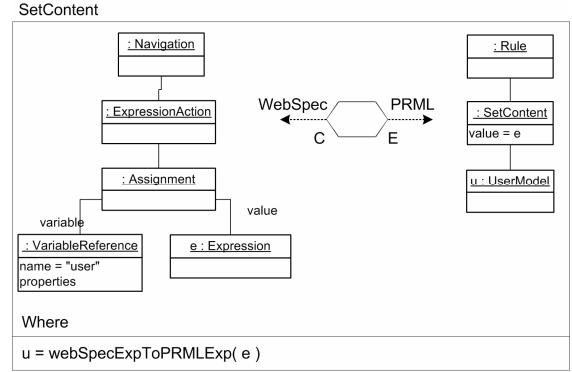 SetContent
: Navigation
: ExpressionAction
: Assignment
variable
value
: VariableReference
name = "user"
properties
e : Expression
WebSpec
PRML
C
E
: Rule
: SetContent
value = e
u : UserModel
Where
u = webSpecExpToPRMLExp( e )